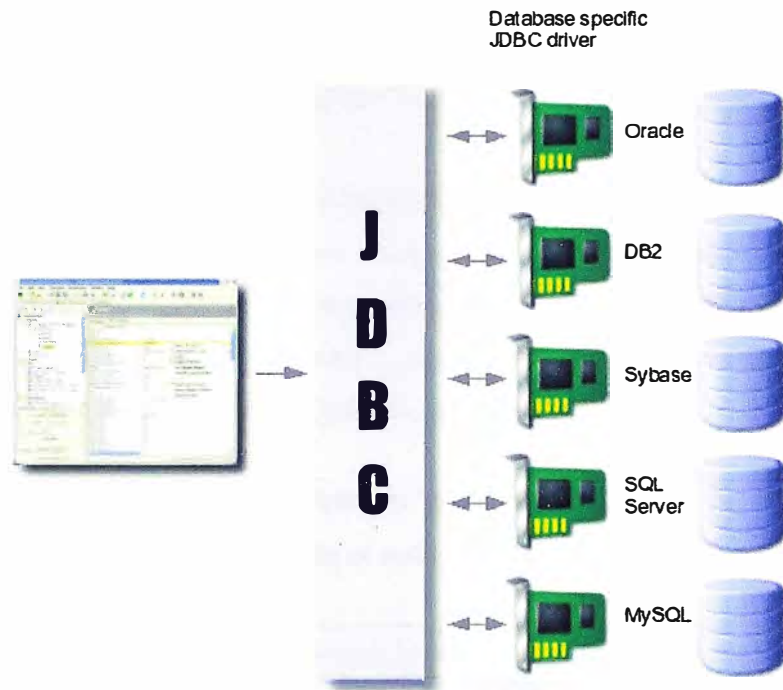 Database specific
JDBC driver
Oracle
J
DB2
D
Sybase
B
C
SQL
Server
MySQL